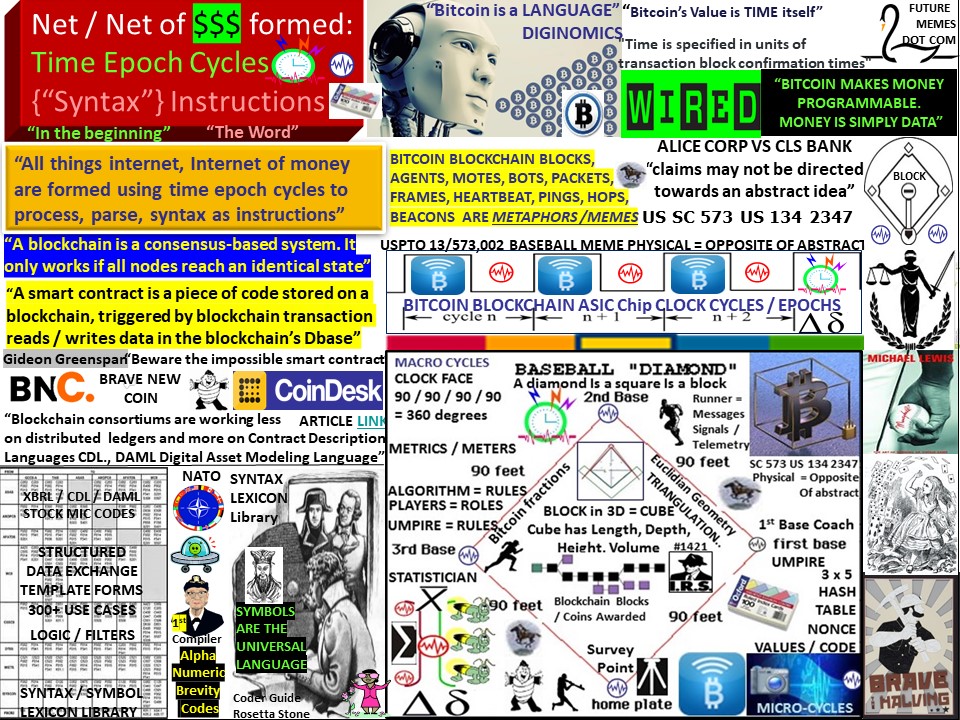 Net / Net of $$$ formed:
Time Epoch Cycles
{“Syntax”} Instructions
“In the beginning” “The Word”
“Bitcoin is a LANGUAGE”
DIGINOMICS
“Bitcoin’s Value is TIME itself”
"Time is specified in units of
transaction block confirmation times"
FUTURE
MEMES
DOT COM
WIRED
“BITCOIN MAKES MONEY
PROGRAMMABLE.
MONEY IS SIMPLY DATA”
“All things internet, Internet of money
are formed using time epoch cycles to
process, parse, syntax as instructions”
BITCOIN BLOCKCHAIN BLOCKS,
AGENTS, MOTES, BOTS, PACKETS,
FRAMES, HEARTBEAT, PINGS, HOPS,
BEACONS ARE METAPHORS /MEMES
ALICE CORP VS CLS BANK
“claims may not be directed
towards an abstract idea”
US SC 573 US 134 2347
BLOCK
“A blockchain is a consensus-based system. It
only works if all nodes reach an identical state”
“A smart contract is a piece of code stored on a
blockchain, triggered by blockchain transaction
reads / writes data in the blockchain’s Dbase”
Gideon Greenspan “Beware the impossible smart contract
USPTO 13/573,002 BASEBALL MEME PHYSICAL = OPPOSITE OF ABSTRACT
BITCOIN BLOCKCHAIN ASIC Chip CLOCK CYCLES / EPOCHS
cycle n n + 1 n + 2 Δδ
BNC.
BRAVE NEW
COIN
CoinDesk
“Blockchain consortiums are working less ARTICLE LINK
on distributed ledgers and more on Contract Description
Languages CDL., DAML Digital Asset Modeling Language”
XBRL / CDL / DAML
STOCK MIC CODES
STRUCTURED
DATA EXCHANGE
TEMPLATE FORMS
300+ USE CASES
LOGIC / FILTERS
SYNTAX / SYMBOL
LEXICON LIBRARY
NATO
“1st”
Compiler
Alpha
Numeric
Brevity
Codes
SYNTAX
LEXICON
Library
SYMBOLS
ARE THE
UNIVERSAL
LANGUAGE
Coder Guide
Rosetta Stone
MACRO CYCLES
CLOCK FACE
90 / 90 / 90 / 90
= 360 degrees
METRICS / METERS
90 feet
ALGORITHM = RULES
PLAYERS = ROLES
UMPIRE = RULES
3rd Base
STATISTICIAN
90 feet
BASEBALL "DIAMOND"
A diamond Is a square Is a block
2nd Base
Runner =
Messages
Signals /
Telemetry
90 feet
Bitcoin fractions
Euclidian Geometry
TRIANGULATION..
BLOCK in 3D = CUBE
Cube has Length, Depth,
Height. Volume
#1421
I.R.S.
Blockchain Blocks
/ Coins Awarded
90 feet
Survey
Point
home plate
Δδ
SC 573 US 134 2347
Physical = Opposite
Of abstract
1st Base Coach
first base
UMPIRE
Oxford
100
3 x 5
HASH
TABLE
NONCE
VALUES / CODE
MICRO-CYCLES
MICHAEL LEWIS
Moneyball
BRAVE
HALVING